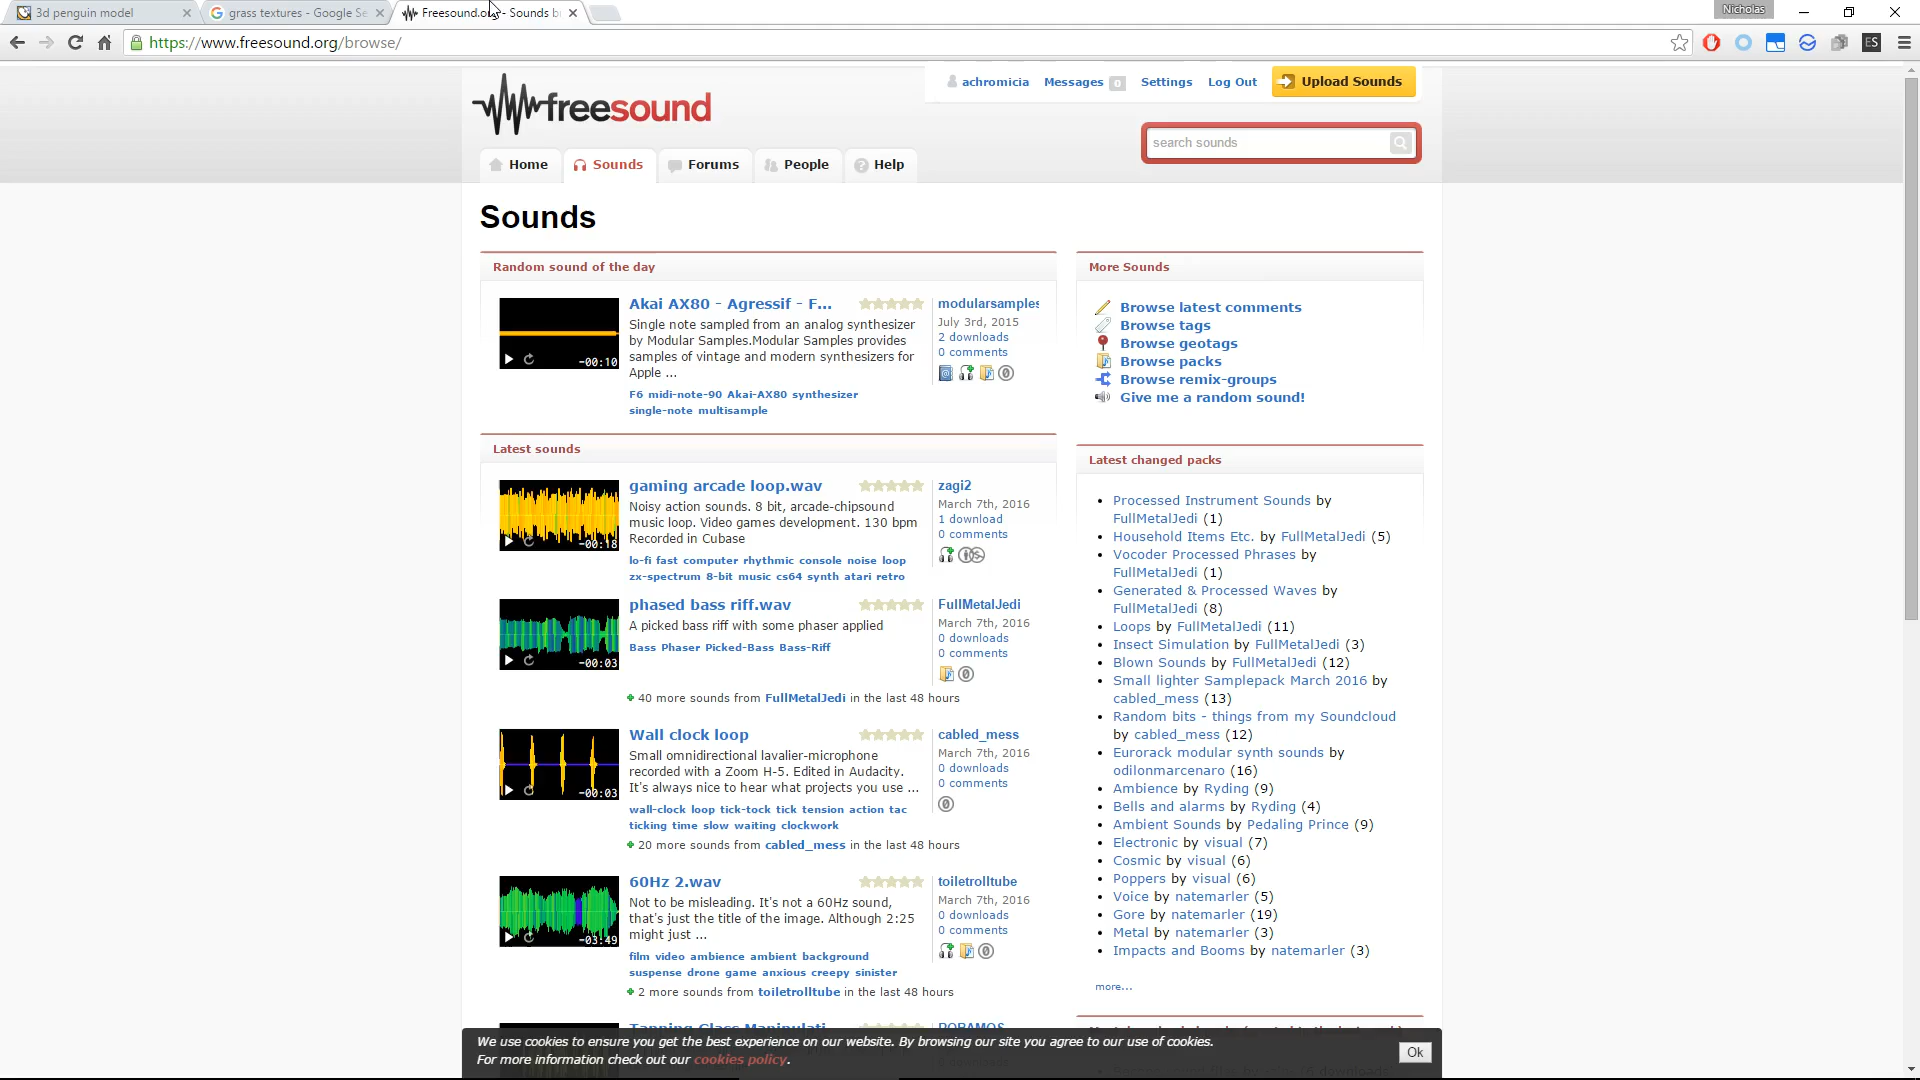 3d penguin model
grass textures - Google Se
Freesound.o - Sounds b
Nicholas
https://www.freesound.org/browse/
ES
freesound
achromicia
Messages 0
Settings
Log Out
Upload Sounds
search sounds
Home
Sounds
Forums
People
Help
Sounds
Random sound of the day
Akai AX80 - Agressif - F...
Single note sampled from an analog synthesizer
by Modular Samples.Modular Samples provides
samples of vintage and modern synthesizers for
Apple ...
F6 midi-note-90 Akai-AX80 synthesizer
single-note multisample
-00:10
modularsamples
July 3rd, 2015
2 downloads
0 comments
Latest sounds
gaming arcade loop.wav
Noisy action sounds. 8 bit, arcade-chipsound
music loop. Video games development. 130 bpm
Recorded in Cubase
lo-fi fast computer rhythmic console noise loop
zx-spectrum 8-bit music cs64 synth atari retro
-00:18
zagi2
March 7th, 2016
1 download
0 comments
phased bass riff.wav
A picked bass riff with some phaser applied
Bass Phaser Picked-Bass Bass-Riff
-00:03
FullMetalJedi
March 7th, 2016
0 downloads
0 comments
40 more sounds from FullMetalJedi in the last 48 hours
Wall clock loop
Small omnidirectional lavalier-microphone
recorded with a Zoom H-5. Edited in Audacity.
It's always nice to hear what projects you use ...
wall-clock loop tick-tock tick tension action tac
ticking time slow waiting clockwork
-00:03
cabled_mess
March 7th, 2016
0 downloads
0 comments
20 more sounds from cabled_mess in the last 48 hours
60Hz 2.wav
Not to be misleading. It's not a 60Hz sound,
that's just the title of the image. Although 2:25
might just ...
film video ambience ambient background
suspense drone game anxious creepy sinister
-03:49
toiletrolltube
March 7th, 2016
0 downloads
0 comments
2 more sounds from toiletrolltube in the last 48 hours
More Sounds
Browse latest comments
Browse tags
Browse geotags
Browse packs
Browse remix-groups
Give me a random sound!
Latest changed packs
Processed Instrument Sounds by
FullMetalJedi (1)
Household Items Etc. by FullMetalJedi (5)
Vocoder Processed Phrases by
FullMetalJedi (1)
Generated & Processed Waves by
FullMetalJedi (8)
Loops by FullMetalJedi (11)
Insect Simulation by FullMetalJedi (3)
Blown Sounds by FullMetalJedi (12)
Small lighter Samplepack March 2016 by
cabled_mess (13)
Random bits - things from my Soundcloud
by cabled_mess (12)
Eurorack modular synth sounds by
odilonmarcenaro (16)
Ambience by Ryding (9)
Bells and alarms by Ryding (4)
Ambient Sounds by Pedaling Prince (9)
Electronic by visual (7)
Cosmic by visual (6)
Poppers by visual (6)
Voice by natemarler (5)
Gore by natemarler (19)
Metal by natemarler (3)
Impacts and Booms by natemarler (3)
more...
We use cookies to ensure you get the best experience on our website. By browsing our site you agree to our use of cookies.
For more information check out our cookies policy.
Ok